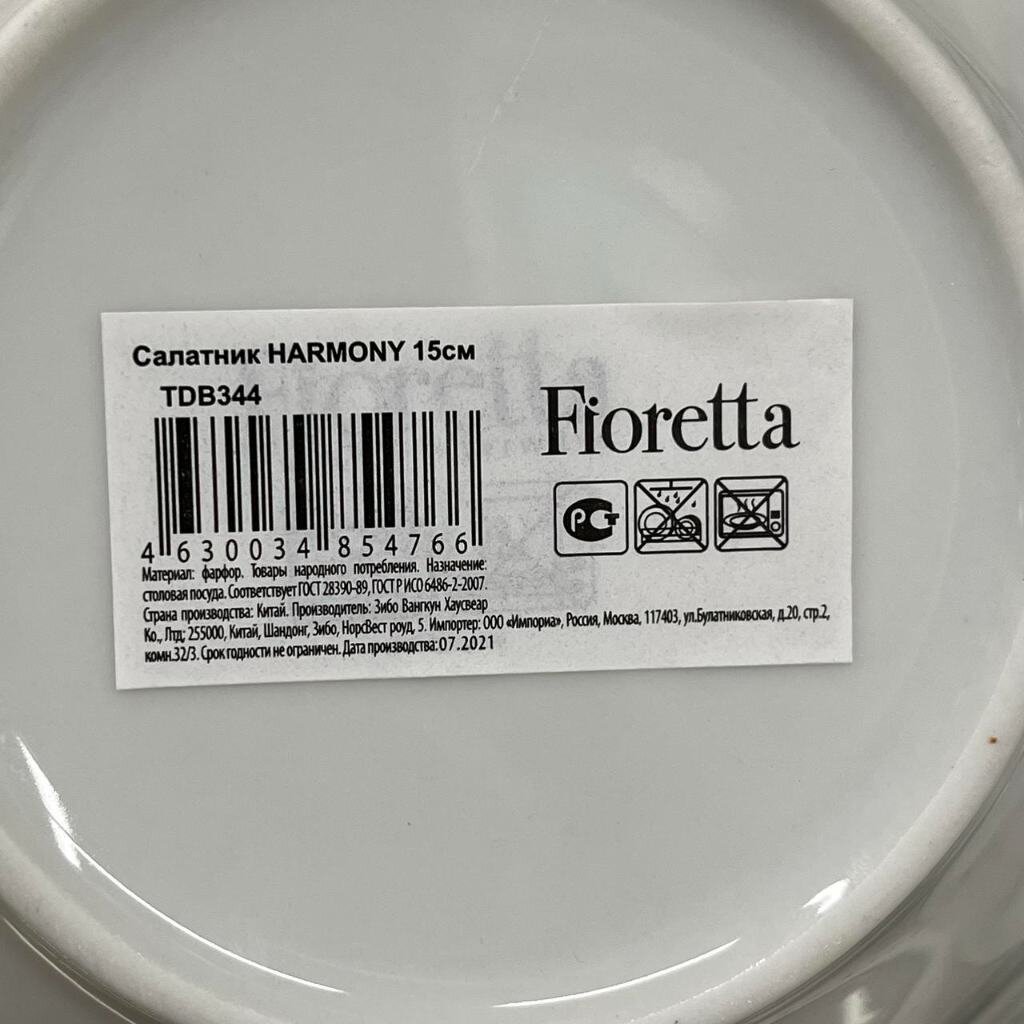 Салатник HARMONY 15см
TDB344
Fioretta
4 630034 854766
Материал: фарфор. Товары народного потребления. Назначение:
столовая посуда. Соответствует ГОСТ 28390-89, ГОСТ Р ИСО 6486-2-2007.
Страна производства: Китай. Производитель: Зибо Вангкун Хаусвеар
Ко., Лтд; 255000, Китай, Шандонг, Зибо, НорсВест роуд, 5. Импортер: ООО «Импориа», Россия, Москва, 117403, ул.Булатниковская, д.20, стр.2,
комн.32/3. Срок годности не ограничен. Дата производства: 07.2021